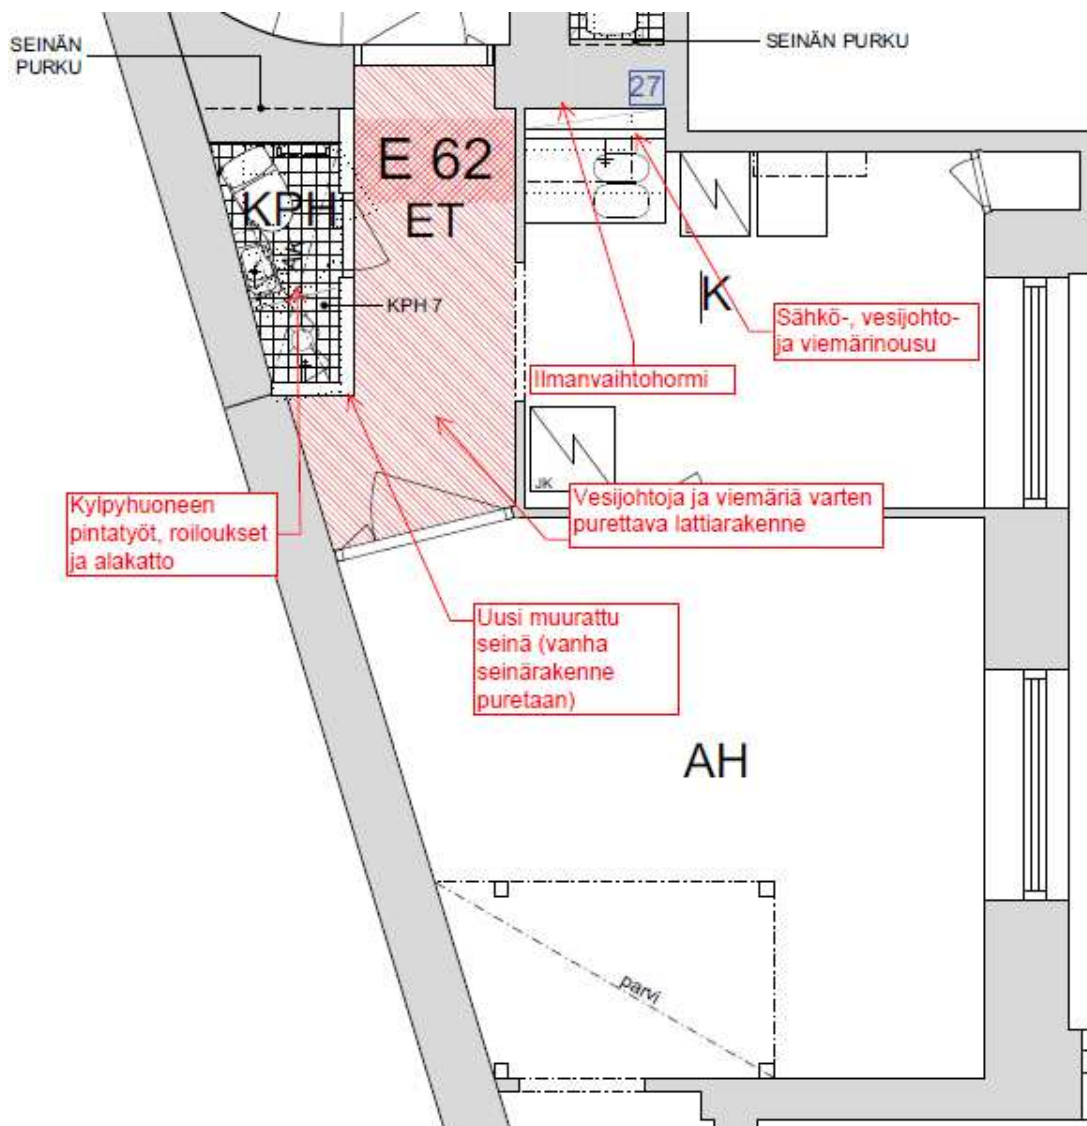 SEINÄN
PURKU
SEINÄN PURKU
27
E 62
KPH
ET
KPH 7
K
Sähkö-, vesijohto-
ja viemärinousu
Ilmanvaihtohormi
JK
Kylpyhuoneen
pintatyöt, roiloukset
ja alakatto
Vesijohtoja ja viemäriä varten
purettava lattiarakenne
Uusi muurattu
seinä (vanha
seinärakenne
puretaan)
AH
parvi